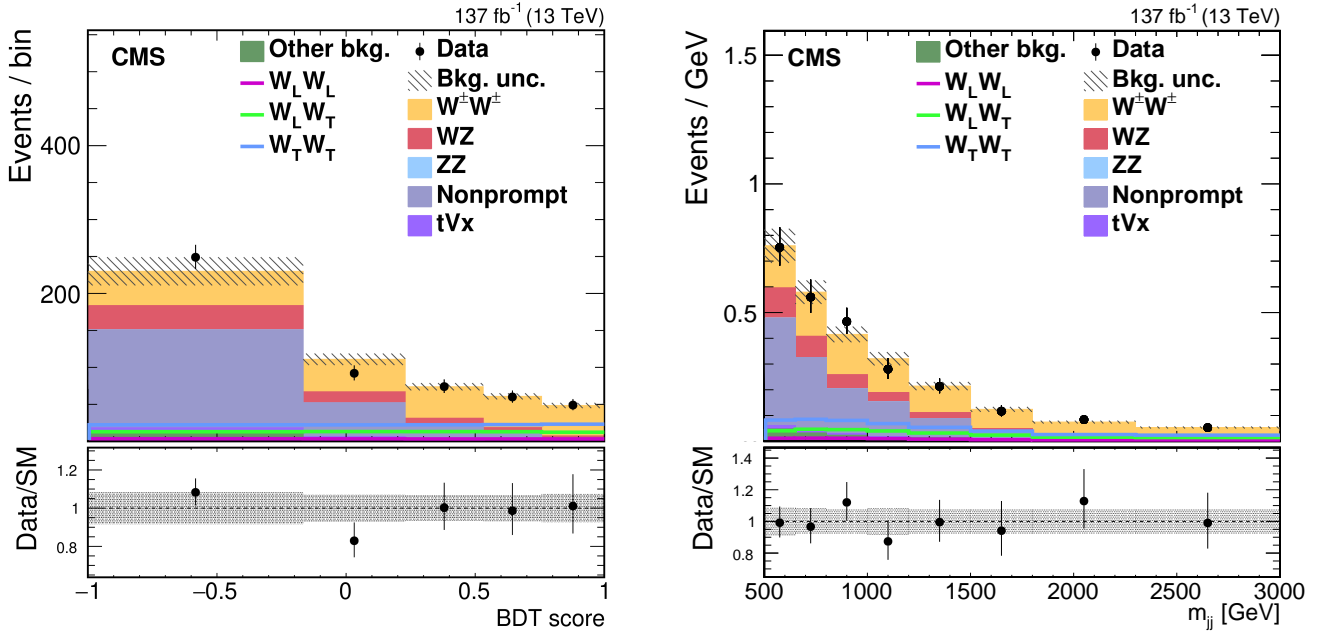 137 fb⁻¹ (13 TeV)
CMS
Other bkg.
W_L W_L
W_L W_T
W_T W_T
Data
Bkg. unc.
W±W±
WZ
ZZ
Nonprompt
tVx
Events / bin
400
200
Data/SM
1.2
1
0.8
−1
−0.5
0
0.5
1
BDT score
137 fb⁻¹ (13 TeV)
CMS
Other bkg.
W_L W_L
W_L W_T
W_T W_T
Data
Bkg. unc.
W±W±
WZ
ZZ
Nonprompt
tVx
Events / GeV
1.5
1
0.5
Data/SM
1.4
1.2
1
0.8
500
1000
1500
2000
2500
3000
m_jj [GeV]